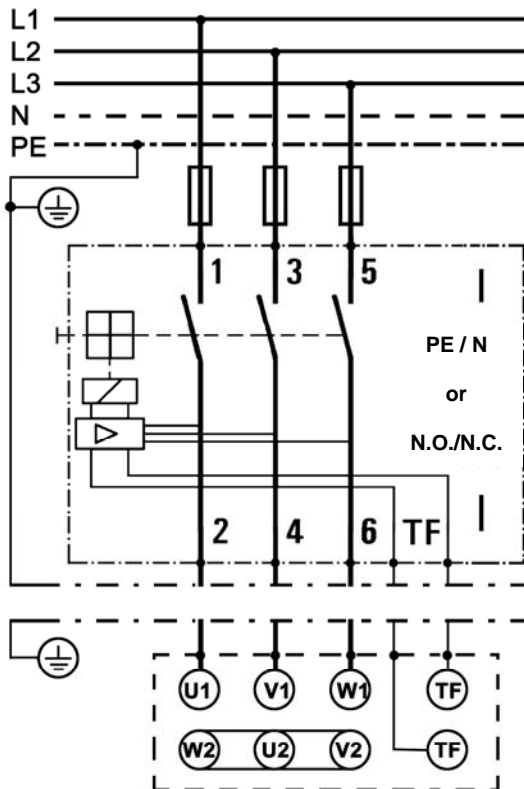 L1
L2
L3
N
PE
1 3 5
PE / N
or
N.O./N.C.
2 4 6 TF
U1 V1 W1 TF
W2 U2 V2 TF